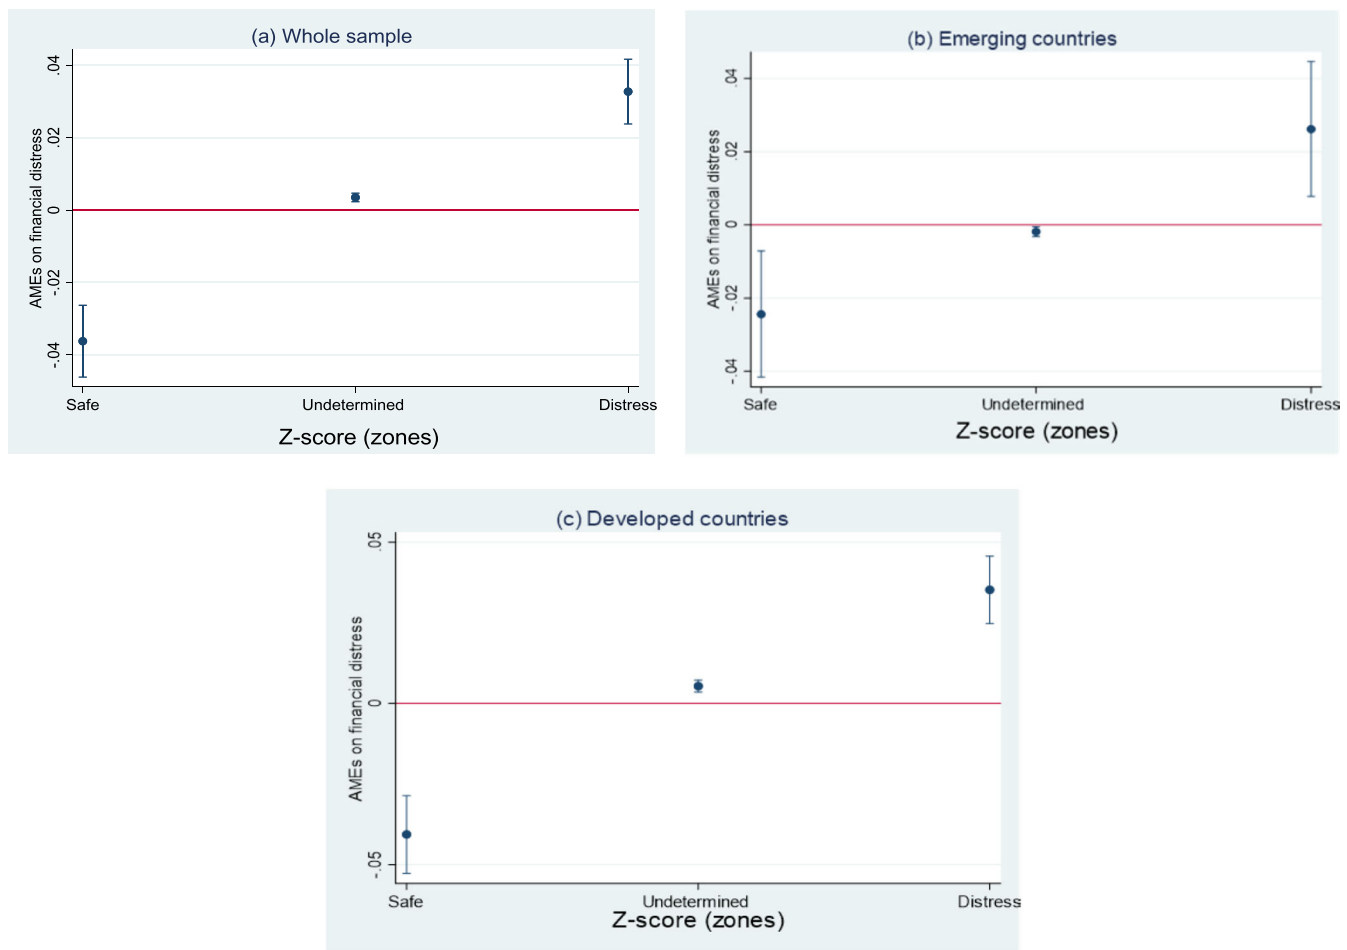 (a) Whole sample
AMEs on financial distress
.04
.02
0
-.02
-.04
Safe Undetermined Distress
Z-score (zones)
(b) Emerging countries
AMEs on financial distress
.04
.02
0
-.02
-.04
Safe Undetermined Distress
Z-score (zones)
(c) Developed countries
AMEs on financial distress
.05
0
-.05
Safe Undetermined Distress
Z-score (zones)